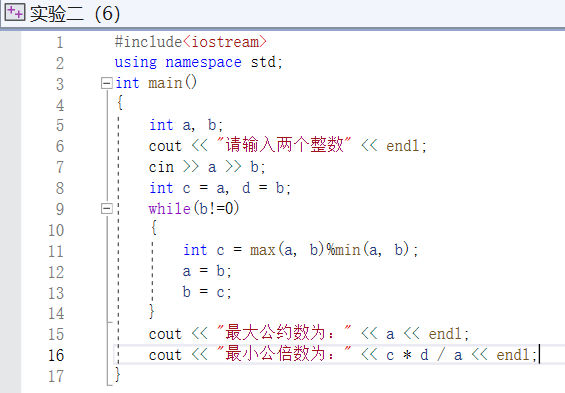 实验二（6）
1 #include<iostream>
2 using namespace std;
3 int main()
4 {
5 int a, b;
6 cout << "请输入两个整数" << endl;
7 cin >> a >> b;
8 int c = a, d = b;
9 while(b!=0)
10 {
11 int c = max(a, b)%min(a, b);
12 a = b;
13 b = c;
14 }
15 cout << "最大公约数为：" << a << endl;
16 cout << "最小公倍数为：" << c * d / a << endl;
17 }